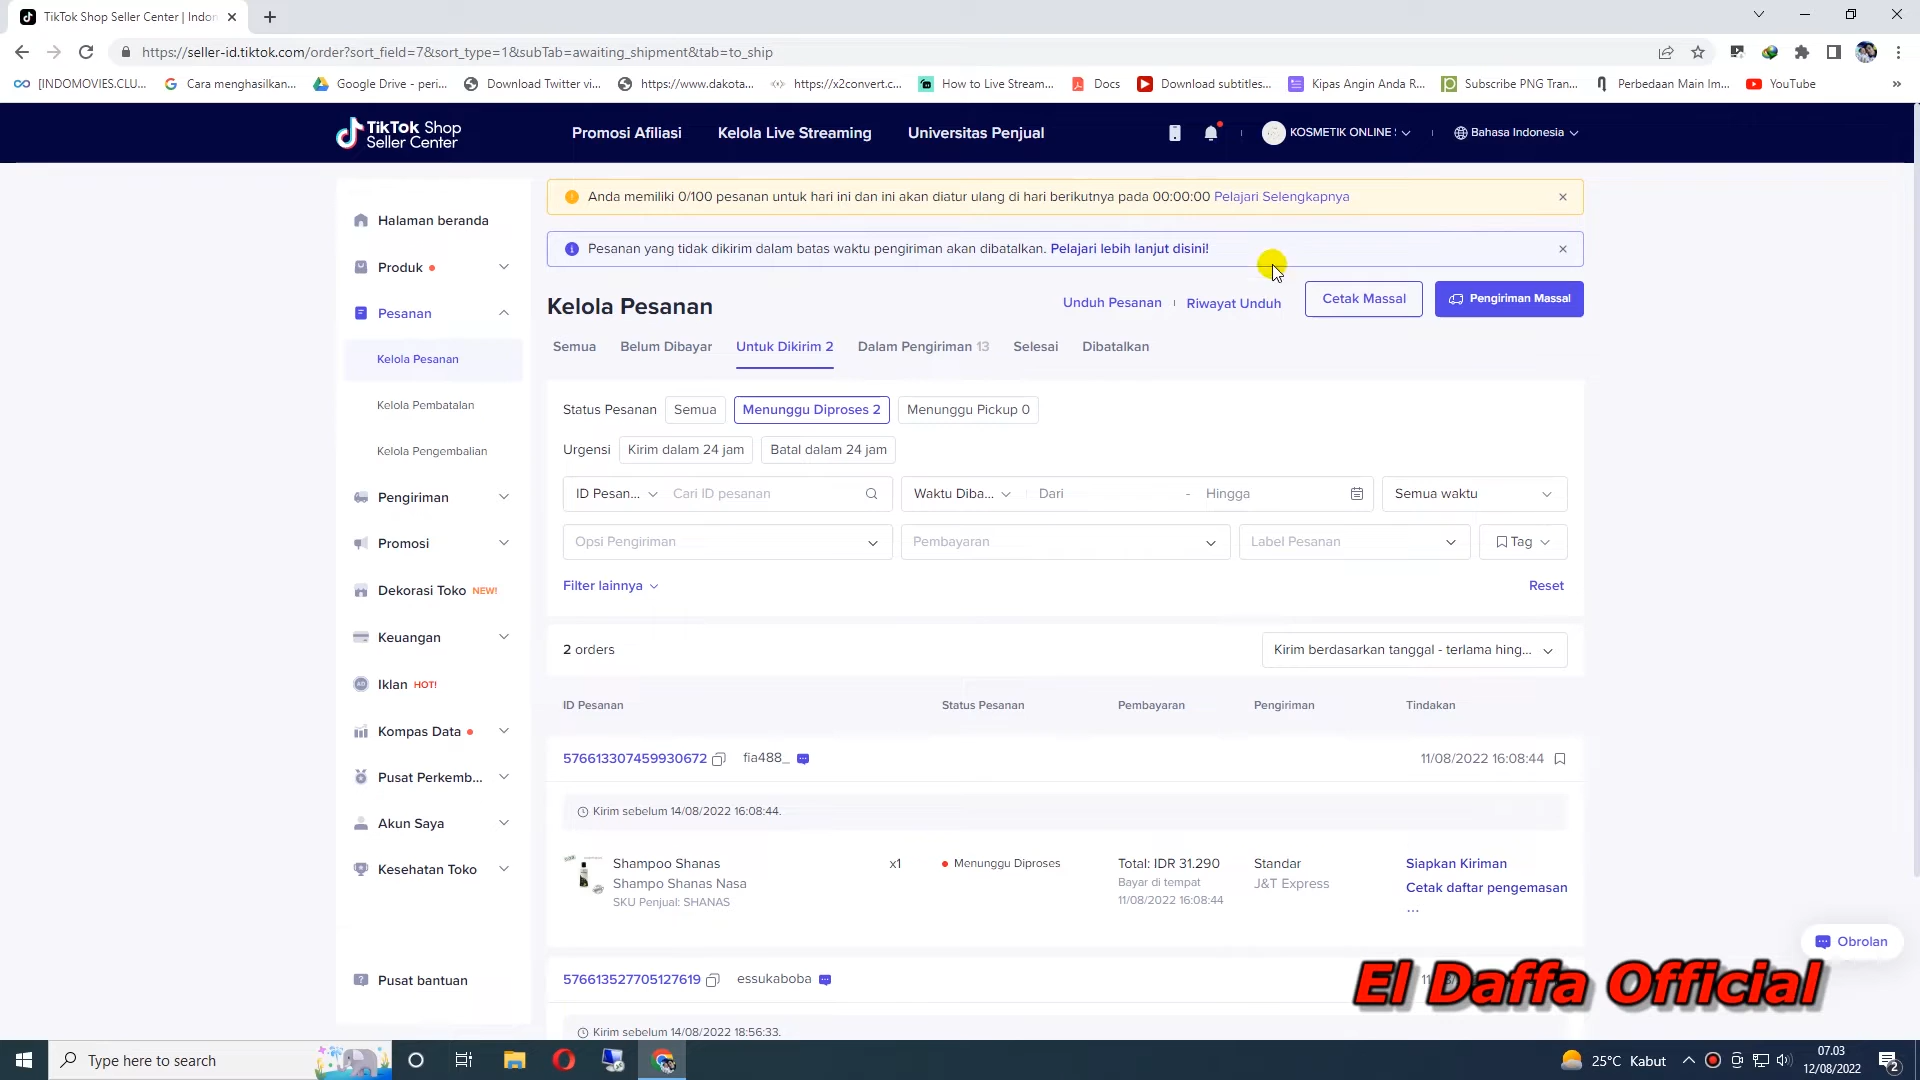 TikTok Shop Seller Center | Indon
https://seller-id.tiktok.com/order?sort_field=7&sort_type=1&subTab=awaiting_shipment&tab=to_ship
[INDOMOVIES.CLU... Cara menghasilkan... Google Drive - peri... Download Twitter vi... https://www.dakota... https://x2convert.c... How to Live Stream... Docs Download subtitles... Kipas Angin Anda R... Subscribe PNG Tran... Perbedaan Main Im... YouTube »
TikTok Shop
Seller Center
Promosi Afiliasi Kelola Live Streaming Universitas Penjual KOSMETIK ONLINE Bahasa Indonesia
Halaman beranda
Produk
Pesanan
Kelola Pesanan
Kelola Pembatalan
Kelola Pengembalian
Pengiriman
Promosi
Dekorasi Toko NEW!
Keuangan
Iklan HOT!
Kompas Data
Pusat Perkemb...
Akun Saya
Kesehatan Toko
Pusat bantuan
Anda memiliki 0/100 pesanan untuk hari ini dan ini akan diatur ulang di hari berikutnya pada 00:00:00 Pelajari Selengkapnya
Pesanan yang tidak dikirim dalam batas waktu pengiriman akan dibatalkan. Pelajari lebih lanjut disini!
Kelola Pesanan
Unduh Pesanan Riwayat Unduh Cetak Massal Pengiriman Massal
Semua Belum Dibayar Untuk Dikirim 2 Dalam Pengiriman 13 Selesai Dibatalkan
Status Pesanan Semua Menunggu Diproses 2 Menunggu Pickup 0
Urgensi Kirim dalam 24 jam Batal dalam 24 jam
ID Pesan... Cari ID pesanan Waktu Diba... Dari - Hingga Semua waktu
Opsi Pengiriman Pembayaran Label Pesanan Tag
Filter lainnya Reset
2 orders Kirim berdasarkan tanggal - terlama hing...
ID Pesanan Status Pesanan Pembayaran Pengiriman Tindakan
576613307459930672 fia488_ 11/08/2022 16:08:44
Kirim sebelum 14/08/2022 16:08:44.
Shampoo Shanas x1 Menunggu Diproses Total: IDR 31.290 Standar Siapkan Kiriman
Shampo Shanas Nasa Bayar di tempat J&T Express Cetak daftar pengemasan
SKU Penjual: SHANAS 11/08/2022 16:08:44 ...
Obrolan
576613527705127619 essukaboba
El Daffa Official
Kirim sebelum 14/08/2022 18:56:33.
Type here to search
25°C Kabut
07.03
12/08/2022
2